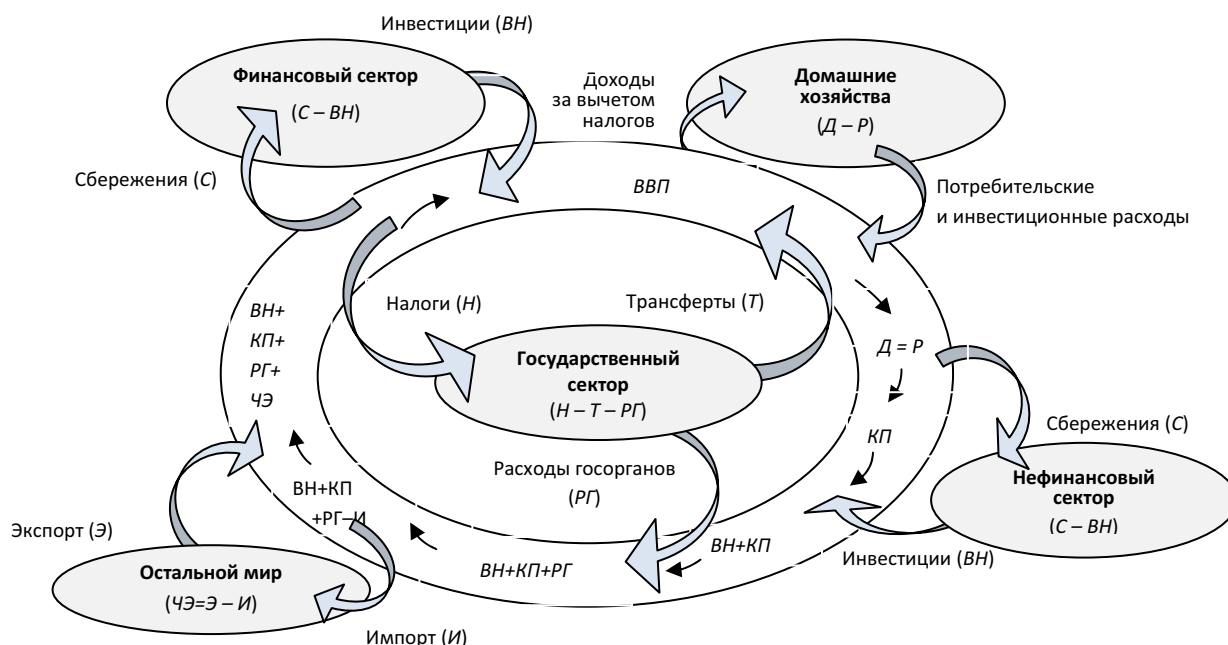 Инвестиции (ВН)
Финансовый сектор
(С – ВН)
Доходы
за вычетом
налогов
Домашние
хозяйства
(Д – Р)
Сбережения (С)
ВВП
Потребительские
и инвестиционные расходы
Налоги (Н)
Трансферты (Т)
ВН+
КП+
РГ+
ЧЭ
Государственный
сектор
(Н – Т – РГ)
Д = Р
Сбережения (С)
КП
Расходы госорганов
(РГ)
Нефинансовый
сектор
(С – ВН)
ВН+КП
+РГ–И
Экспорт (Э)
ВН+КП
Инвестиции (ВН)
ВН+КП+РГ
Остальной мир
(ЧЭ=Э – И)
Импорт (И)